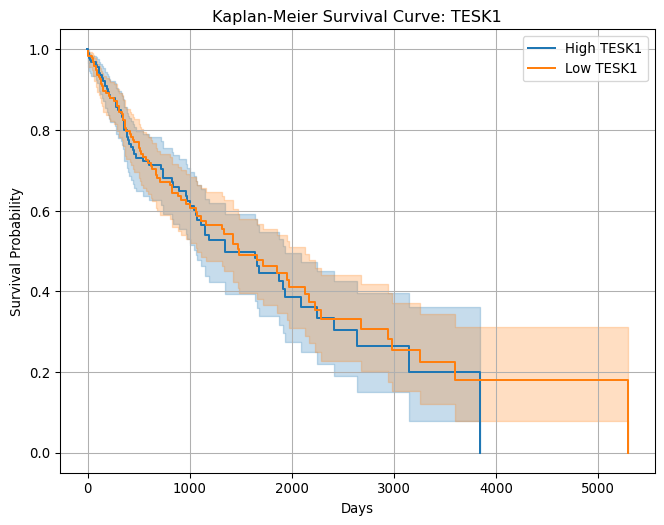 Kaplan-Meier Survival Curve: TESK1
High TESK1
Low TESK1
1.0
0.8
0.6
0.4
0.2
0.0
Survival Probability
0 1000 2000 3000 4000 5000
Days